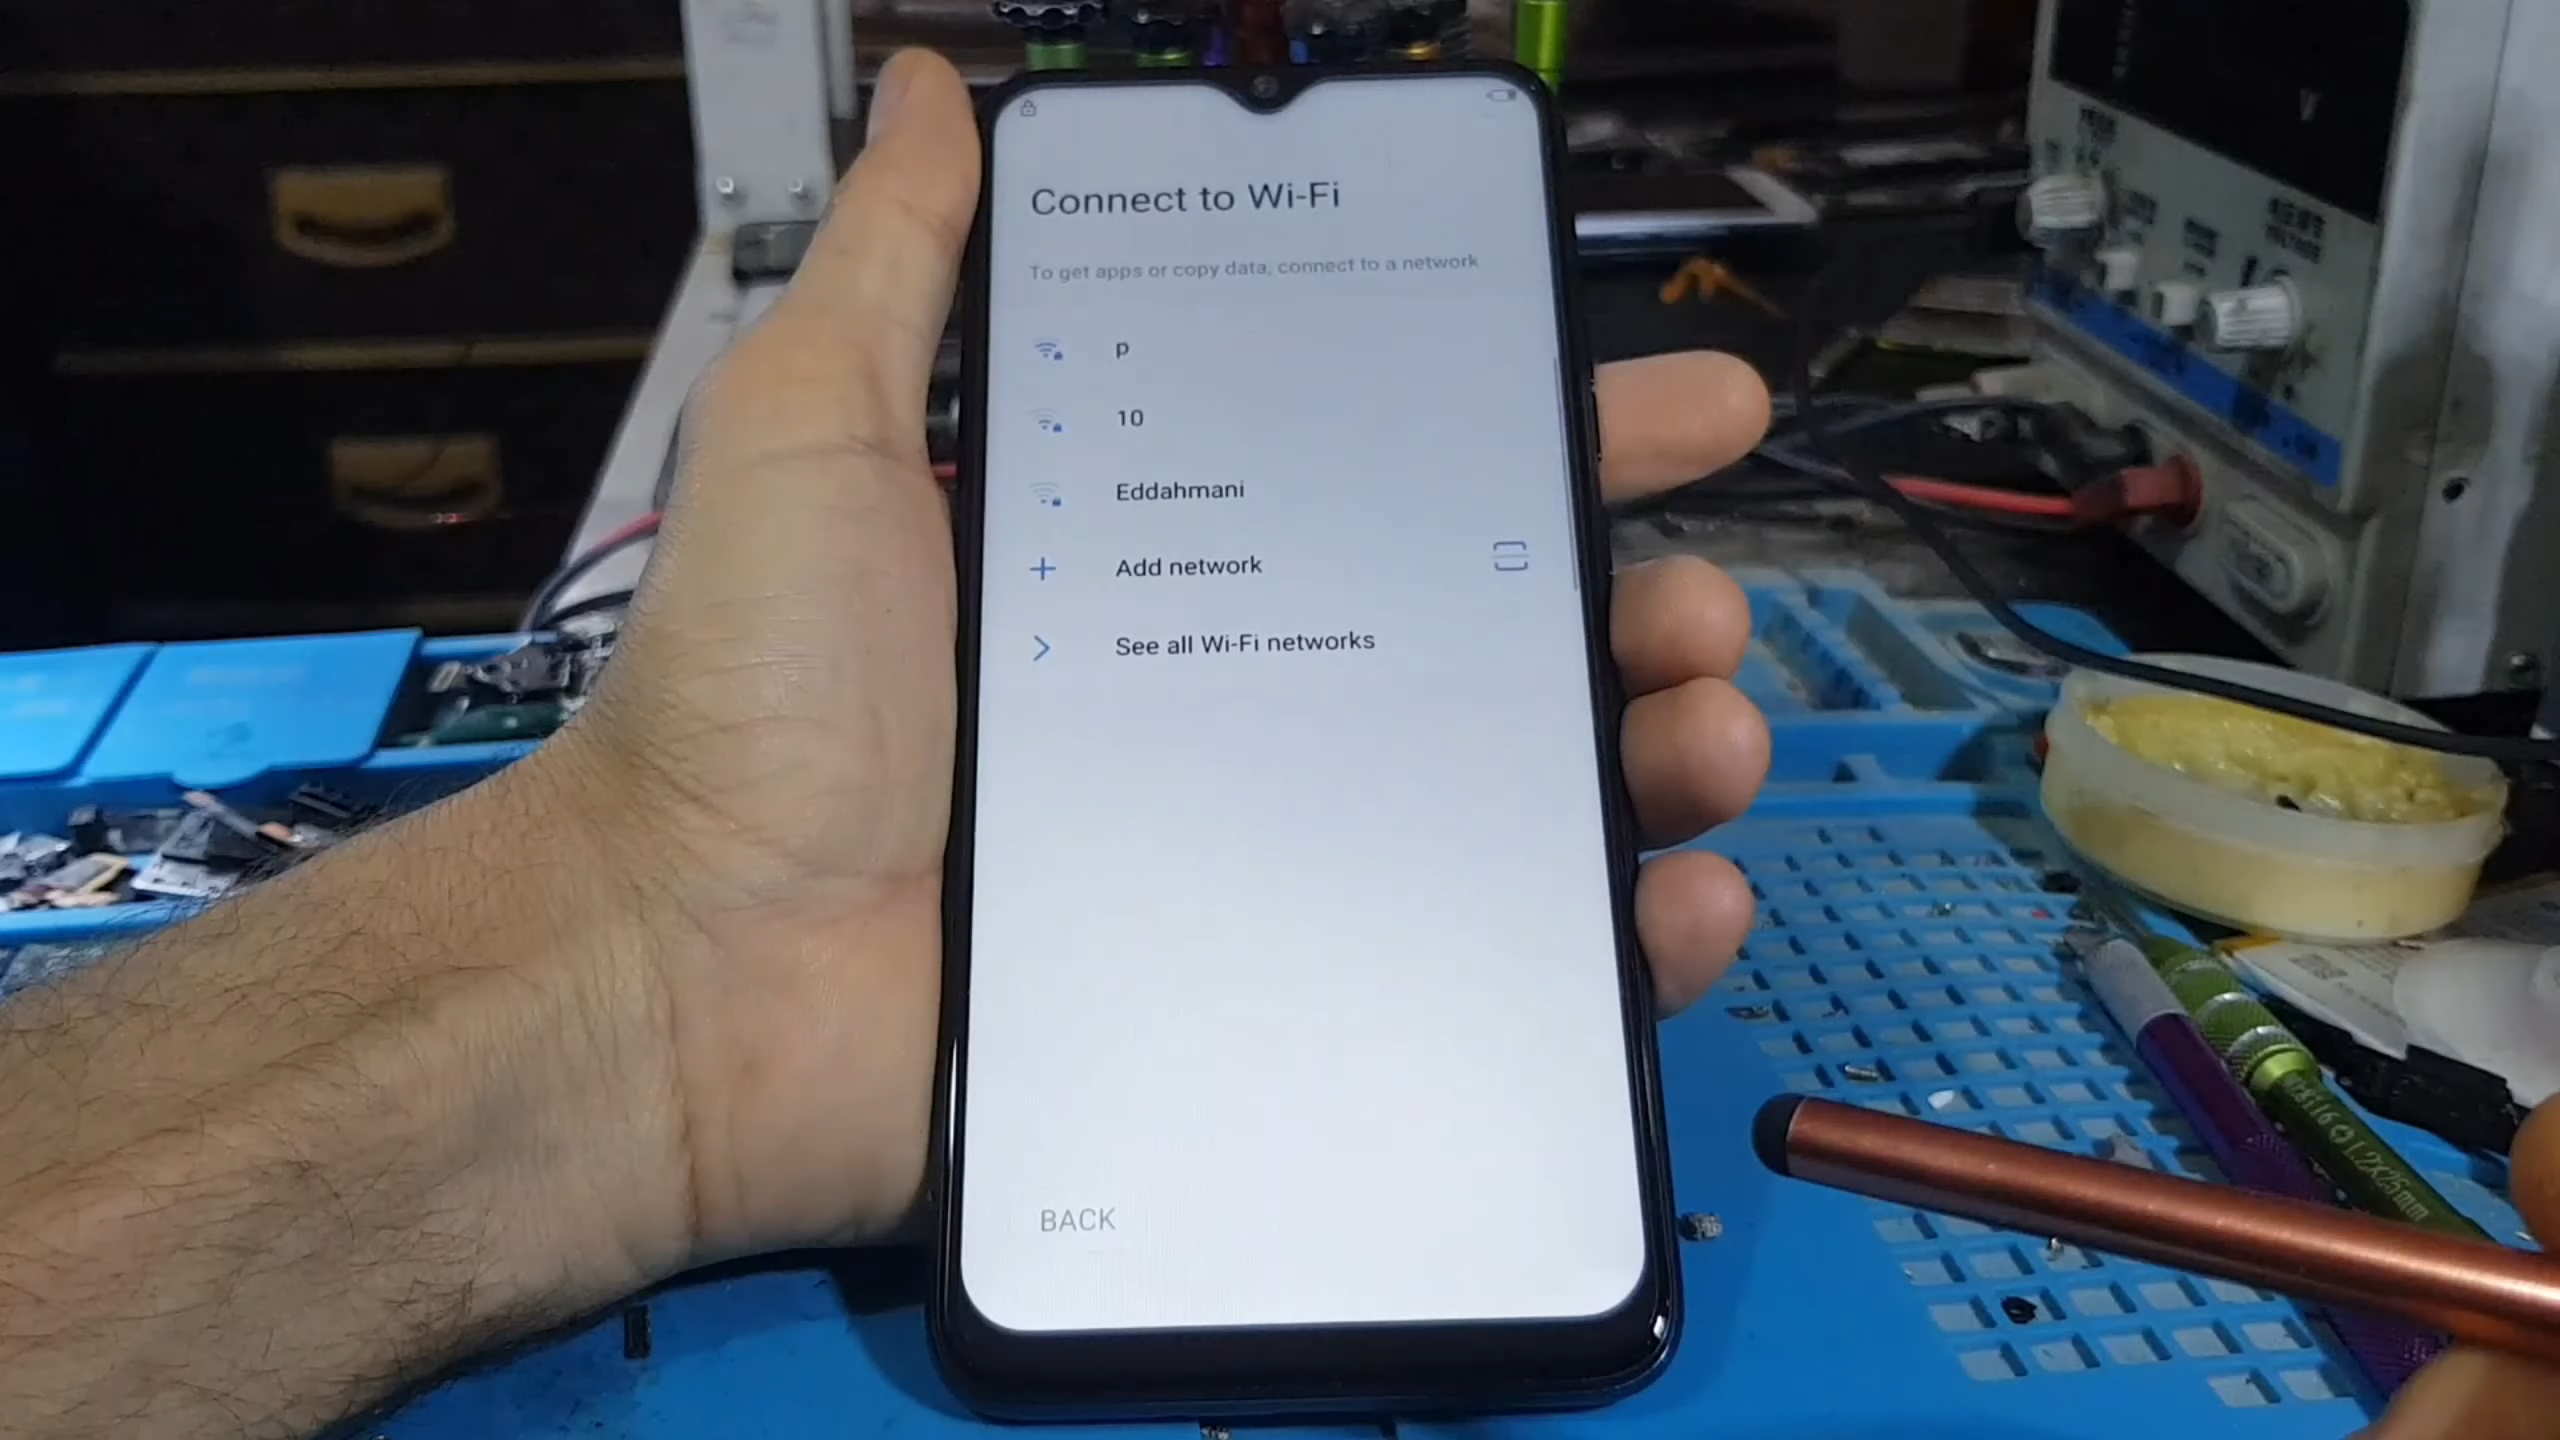 Connect to Wi-Fi
To get apps or copy data, connect to a network
p
10
Eddahmani
Add network
See all Wi-Fi networks
BACK
V